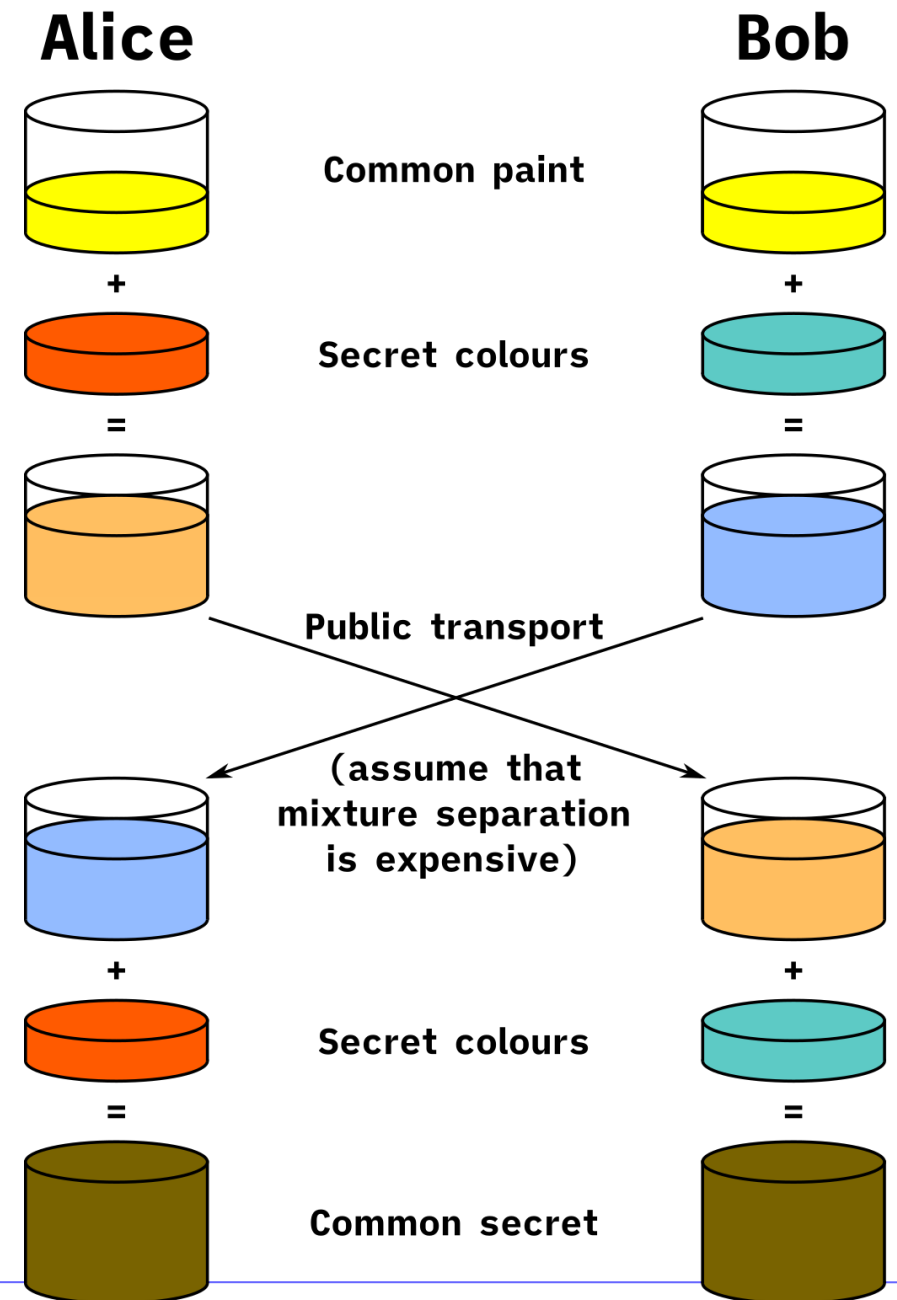 Alice
Bob
Common paint
+
+
Secret colours
=
=
Public transport
(assume that
mixture separation
is expensive)
+
+
Secret colours
=
=
Common secret